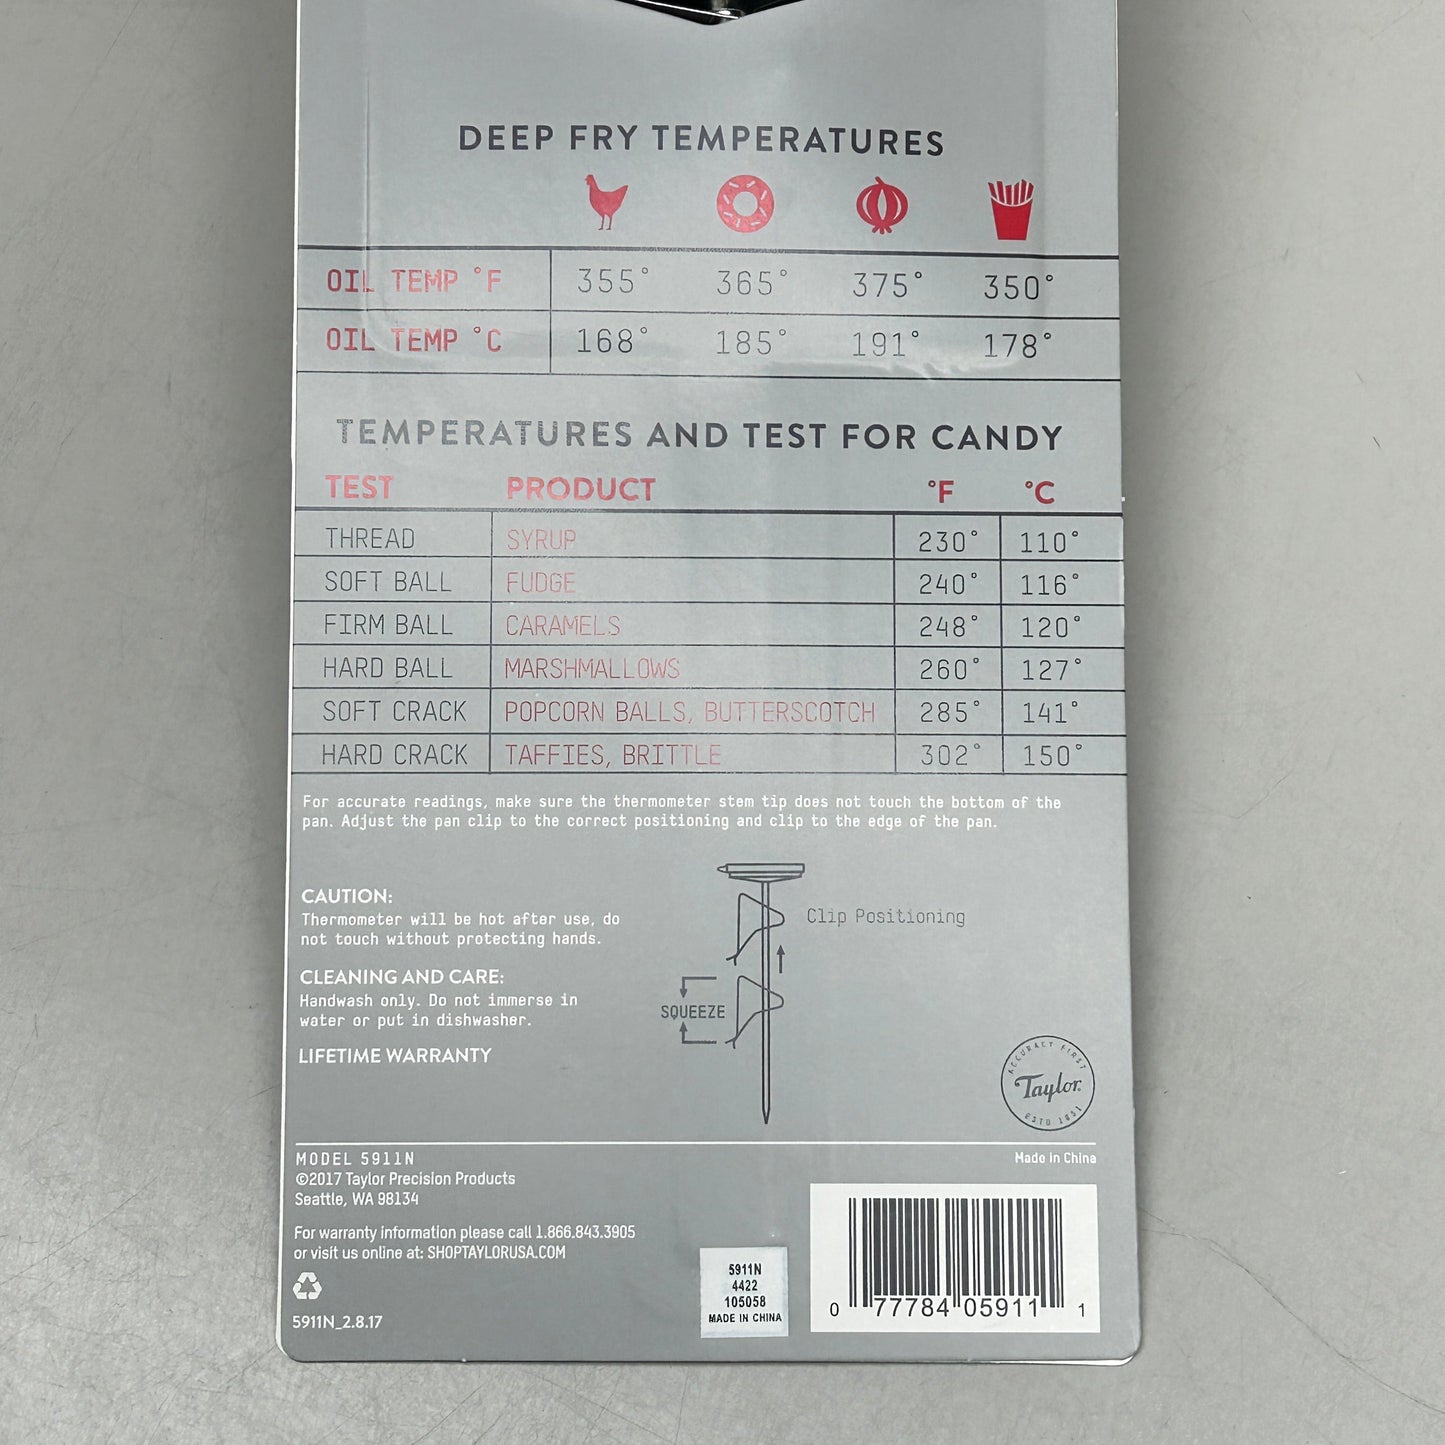 DEEP FRY TEMPERATURES
OIL TEMP °F 355° 365° 375° 350°
OIL TEMP °C 168° 185° 191° 178°
TEMPERATURES AND TEST FOR CANDY
TEST PRODUCT °F °C
THREAD SYRUP 230° 110°
SOFT BALL FUDGE 240° 116°
FIRM BALL CARAMELS 248° 120°
HARD BALL MARSHMALLOWS 260° 127°
SOFT CRACK POPCORN BALLS, BUTTERSCOTCH 285° 141°
HARD CRACK TAFFIES, BRITTLE 302° 150°
For accurate readings, make sure the thermometer stem tip does not touch the bottom of the
pan. Adjust the pan clip to the correct positioning and clip to the edge of the pan.
CAUTION:
Thermometer will be hot after use, do
not touch without protecting hands.
CLEANING AND CARE:
Handwash only. Do not immerse in
water or put in dishwasher.
LIFETIME WARRANTY
Clip Positioning
SQUEEZE
ACCURACY FIRST
Taylor
ESTD 1851
MODEL 5911N
©2017 Taylor Precision Products
Seattle, WA 98134
For warranty information please call 1.866.843.3905
or visit us online at: SHOPTAYLORUSA.COM
5911N_2.8.17
Made in China
5911N
4422
105058
MADE IN CHINA
0 77784 05911 1